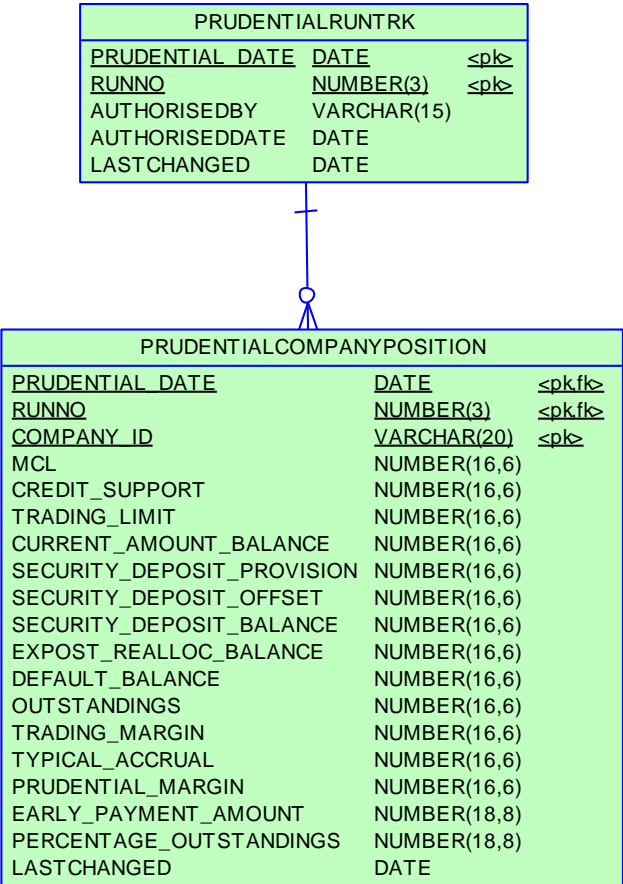 PRUDENTIALRUNTRK
PRUDENTIAL_DATE DATE <pk>
RUNNO NUMBER(3) <pk>
AUTHORISEDBY VARCHAR(15)
AUTHORISEDDATE DATE
LASTCHANGED DATE
PRUDENTIALCOMPANYPOSITION
PRUDENTIAL_DATE DATE <pk,fk>
RUNNO NUMBER(3) <pk,fk>
COMPANY_ID VARCHAR(20) <pk>
MCL NUMBER(16,6)
CREDIT_SUPPORT NUMBER(16,6)
TRADING_LIMIT NUMBER(16,6)
CURRENT_AMOUNT_BALANCE NUMBER(16,6)
SECURITY_DEPOSIT_PROVISION NUMBER(16,6)
SECURITY_DEPOSIT_OFFSET NUMBER(16,6)
SECURITY_DEPOSIT_BALANCE NUMBER(16,6)
EXPOST_REALLOC_BALANCE NUMBER(16,6)
DEFAULT_BALANCE NUMBER(16,6)
OUTSTANDINGS NUMBER(16,6)
TRADING_MARGIN NUMBER(16,6)
TYPICAL_ACCRUAL NUMBER(16,6)
PRUDENTIAL_MARGIN NUMBER(16,6)
EARLY_PAYMENT_AMOUNT NUMBER(18,8)
PERCENTAGE_OUTSTANDINGS NUMBER(18,8)
LASTCHANGED DATE